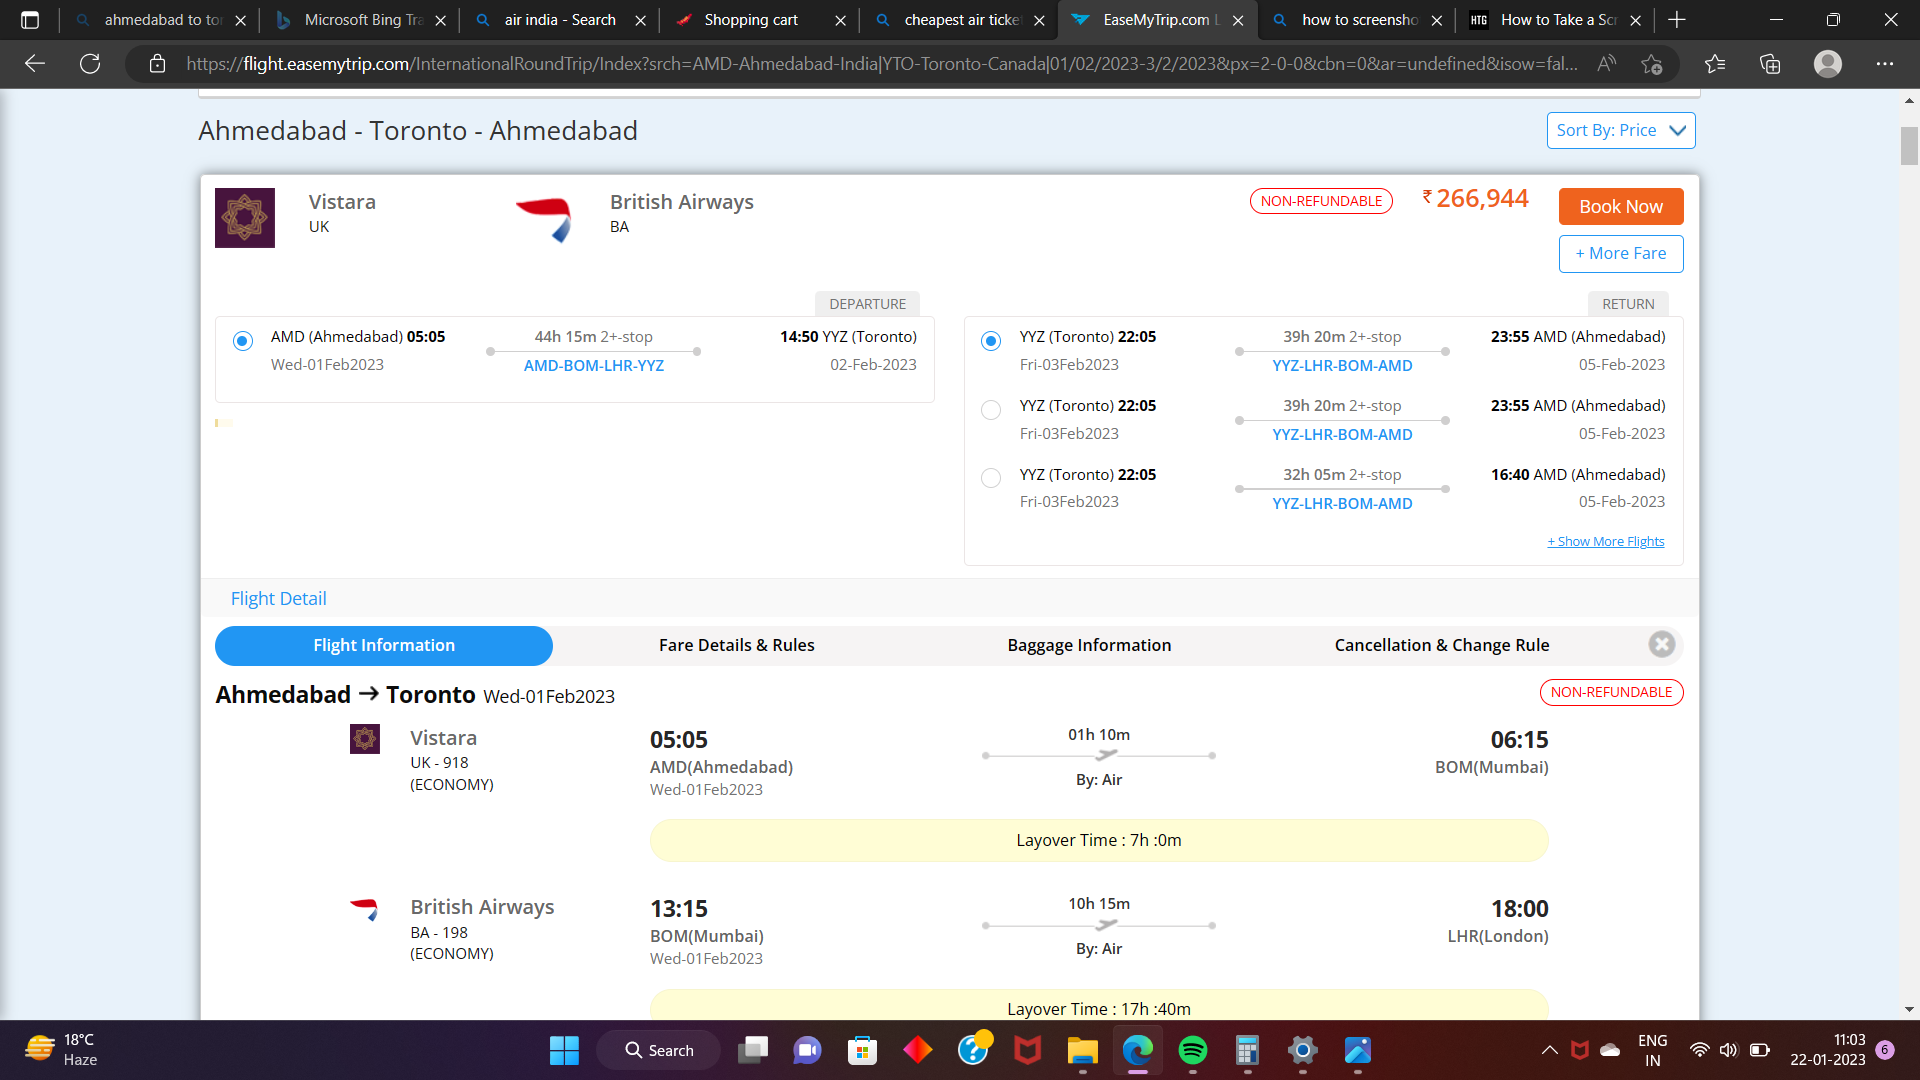 ahmedabad to tor
Microsoft Bing Tra
air india - Search
Shopping cart
cheapest air ticke
EaseMyTrip.com L
how to screensho
HTG How to Take a Scr
https://flight.easemytrip.com/InternationalRoundTrip/Index?srch=AMD-Ahmedabad-India|YTO-Toronto-Canada|01/02/2023-3/2/2023&px=2-0-0&cbn=0&ar=undefined&isow=fal...
Ahmedabad - Toronto - Ahmedabad
Sort By: Price
Vistara
UK
British Airways
BA
NON-REFUNDABLE
₹ 266,944
Book Now
+ More Fare
DEPARTURE
AMD (Ahmedabad) 05:05
44h 15m 2+-stop
14:50 YYZ (Toronto)
Wed-01Feb2023
AMD-BOM-LHR-YYZ
02-Feb-2023
RETURN
YYZ (Toronto) 22:05
39h 20m 2+-stop
23:55 AMD (Ahmedabad)
Fri-03Feb2023
YYZ-LHR-BOM-AMD
05-Feb-2023
YYZ (Toronto) 22:05
39h 20m 2+-stop
23:55 AMD (Ahmedabad)
Fri-03Feb2023
YYZ-LHR-BOM-AMD
05-Feb-2023
YYZ (Toronto) 22:05
32h 05m 2+-stop
16:40 AMD (Ahmedabad)
Fri-03Feb2023
YYZ-LHR-BOM-AMD
05-Feb-2023
+ Show More Flights
Flight Detail
Flight Information
Fare Details & Rules
Baggage Information
Cancellation & Change Rule
Ahmedabad → Toronto Wed-01Feb2023
NON-REFUNDABLE
Vistara
UK - 918
(ECONOMY)
05:05
AMD(Ahmedabad)
Wed-01Feb2023
01h 10m
By: Air
06:15
BOM(Mumbai)
Layover Time : 7h :0m
British Airways
BA - 198
(ECONOMY)
13:15
BOM(Mumbai)
Wed-01Feb2023
10h 15m
By: Air
18:00
LHR(London)
Layover Time : 17h :40m
18°C
Haze
Search
ENG
IN
11:03
22-01-2023
6